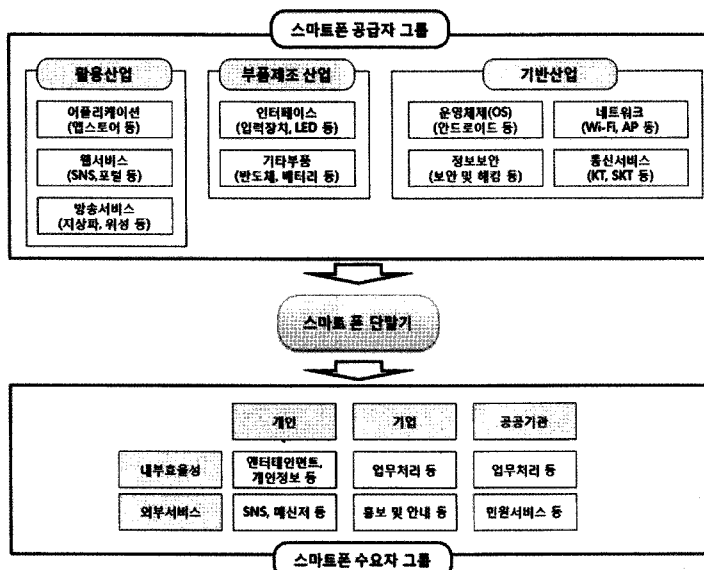 스마트폰 공급자 그룹
활용산업
어플리케이션
(앱스토어 등)
웹서비스
(SNS,포털 등)
방송서비스
(지상파, 위성 등)
부품제조 산업
인터페이스
(입력장치, LED 등)
기타부품
(반도체, 배터리 등)
기반산업
운영체제(OS)
(안드로이드 등)
네트워크
(Wi-Fi, AP 등)
정보보안
(보안 및 해킹 등)
통신서비스
(KT, SKT 등)
스마트 폰 단말기
개인
기업
공공기관
내부효율성
엔터테인먼트,
개인정보 등
업무처리 등
업무처리 등
외부서비스
SNS, 메신저 등
홍보 및 안내 등
민원서비스 등
스마트폰 수요자 그룹